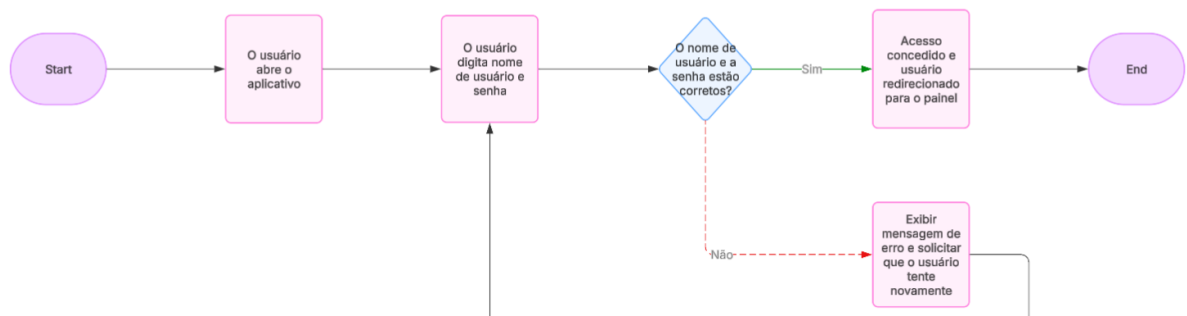 Start
O usuário
abre o
aplicativo
O usuário
digita nome
de usuário e
senha
O nome de
usuário e a
senha estão
corretos?
Sim
Acesso
concedido e
usuário
redirecionado
para o painel
End
Não
Exibir
mensagem de
erro e solicitar
que o usuário
tente
novamente